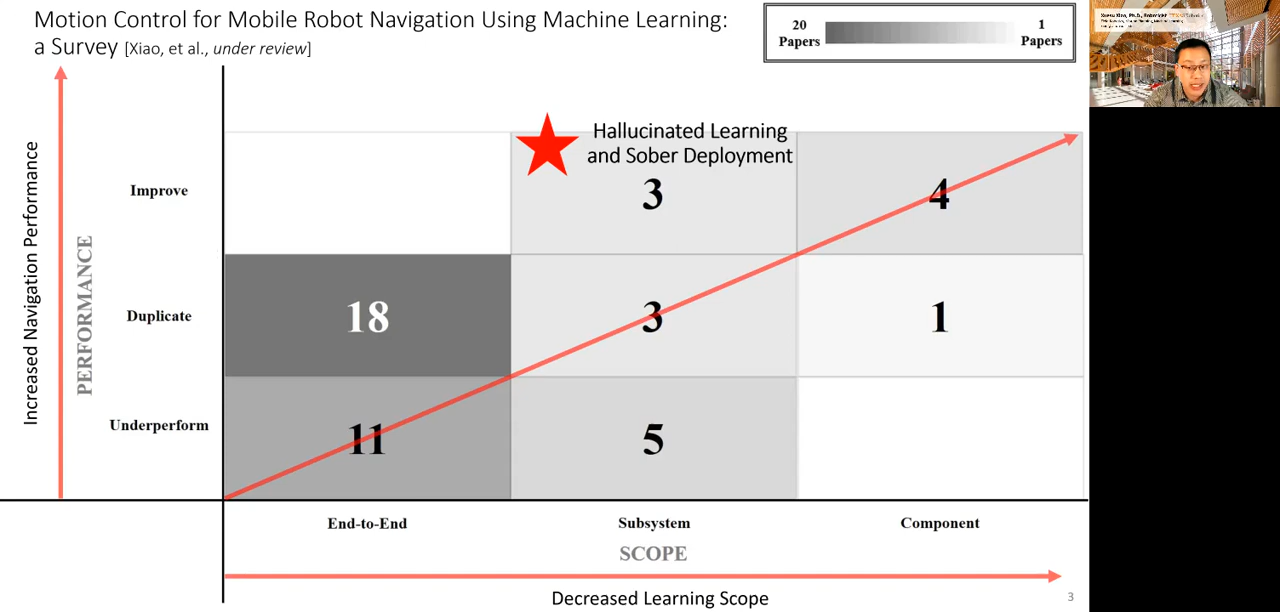 Motion Control for Mobile Robot Navigation Using Machine Learning:
a Survey [Xiao, et al., under review]
20
Papers
1
Papers
Hallucinated Learning
and Sober Deployment
Increased Navigation Performance
PERFORMANCE
Improve
3
4
Duplicate
18
3
1
Underperform
11
5
End-to-End
Subsystem
Component
SCOPE
Decreased Learning Scope
3